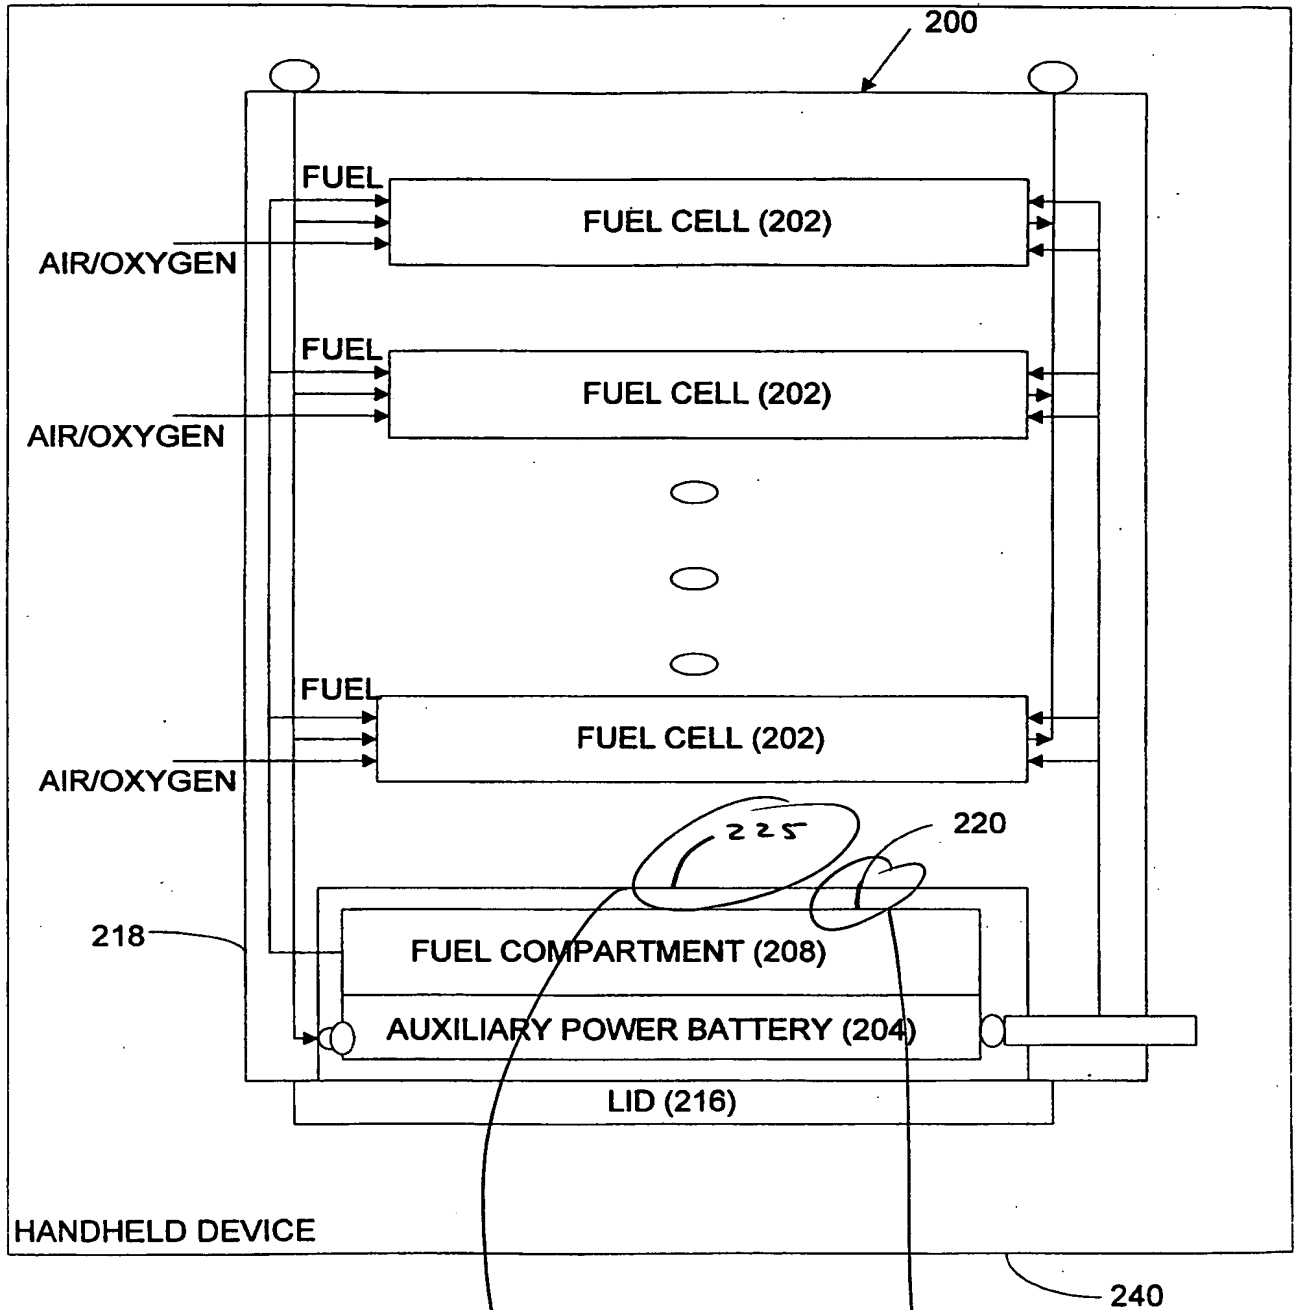 200
FUEL
FUEL CELL (202)
AIR/OXYGEN
FUEL
FUEL CELL (202)
AIR/OXYGEN
FUEL
FUEL CELL (202)
AIR/OXYGEN
225
220
218
FUEL COMPARTMENT (208)
AUXILIARY POWER BATTERY (204)
LID (216)
HANDHELD DEVICE
240